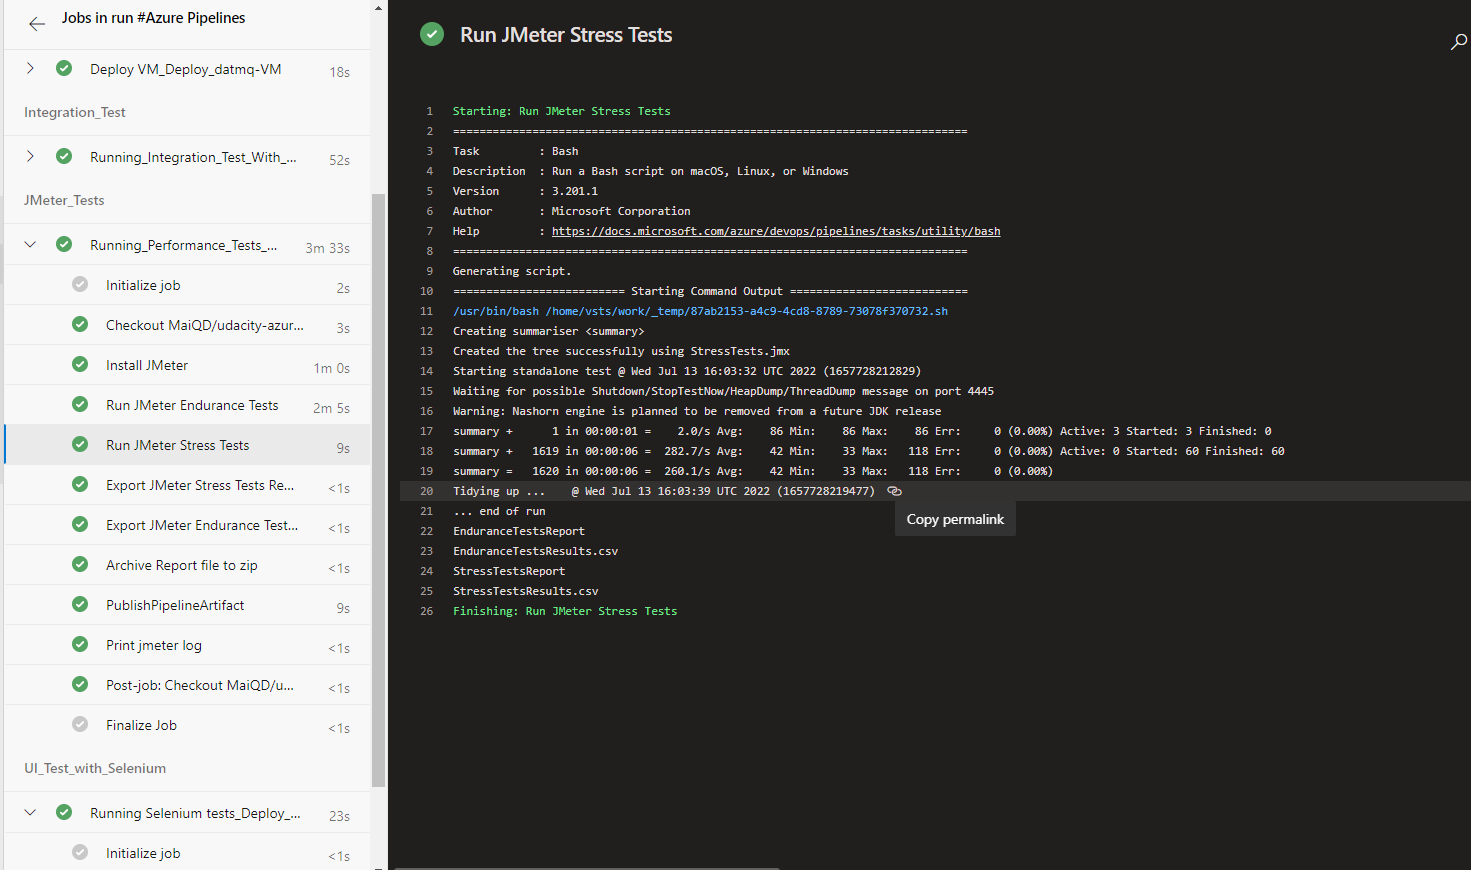 Jobs in run #Azure Pipelines
Deploy VM_Deploy_datmq-VM 18s
Integration_Test
Running_Integration_Test_With_... 52s
JMeter_Tests
Running_Performance_Tests_... 3m 33s
Initialize job 2s
Checkout MaiQD/udacity-azur... 3s
Install JMeter 1m 0s
Run JMeter Endurance Tests 2m 5s
Run JMeter Stress Tests 9s
Export JMeter Stress Tests Re... <1s
Export JMeter Endurance Test... <1s
Archive Report file to zip <1s
PublishPipelineArtifact 9s
Print jmeter log <1s
Post-job: Checkout MaiQD/u... <1s
Finalize Job <1s
UI_Test_with_Selenium
Running Selenium tests_Deploy_... 23s
Initialize job <1s
Run JMeter Stress Tests
1 Starting: Run JMeter Stress Tests
2 ==============================================================================
3 Task         : Bash
4 Description  : Run a Bash script on macOS, Linux, or Windows
5 Version      : 3.201.1
6 Author       : Microsoft Corporation
7 Help         : https://docs.microsoft.com/azure/devops/pipelines/tasks/utility/bash
8 ==============================================================================
9 Generating script.
10 ========================== Starting Command Output ===========================
11 /usr/bin/bash /home/vsts/work/_temp/87ab2153-a4c9-4cd8-8789-73078f370732.sh
12 Creating summariser <summary>
13 Created the tree successfully using StressTests.jmx
14 Starting standalone test @ Wed Jul 13 16:03:32 UTC 2022 (1657728212829)
15 Waiting for possible Shutdown/StopTestNow/HeapDump/ThreadDump message on port 4445
16 Warning: Nashorn engine is planned to be removed from a future JDK release
17 summary +      1 in 00:00:01 =    2.0/s Avg:    86 Min:    86 Max:    86 Err:     0 (0.00%) Active: 3 Started: 3 Finished: 0
18 summary +   1619 in 00:00:06 =  282.7/s Avg:    42 Min:    33 Max:   118 Err:     0 (0.00%) Active: 0 Started: 60 Finished: 60
19 summary =   1620 in 00:00:06 =  260.1/s Avg:    42 Min:    33 Max:   118 Err:     0 (0.00%)
20 Tidying up ...    @ Wed Jul 13 16:03:39 UTC 2022 (1657728219477)
21 ... end of run
Copy permalink
22 EnduranceTestsReport
23 EnduranceTestsResults.csv
24 StressTestsReport
25 StressTestsResults.csv
26 Finishing: Run JMeter Stress Tests